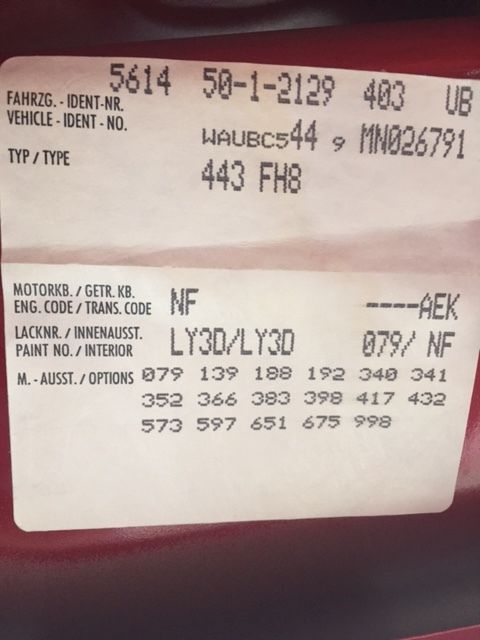 5614 50-1-2129 403 UB
FAHRZG. - IDENT-NR.
VEHICLE - IDENT - NO.
WAUBC544 9 MN026791
TYP / TYPE
443 FH8
MOTORKB. / GETR. KB.
ENG. CODE / TRANS. CODE
NF ----AEK
LACKNR. / INNENAUSST.
PAINT NO. / INTERIOR
LY3D/LY3D 079/ NF
M. - AUSST. / OPTIONS 079 139 188 192 340 341
352 366 383 398 417 432
573 597 651 675 998